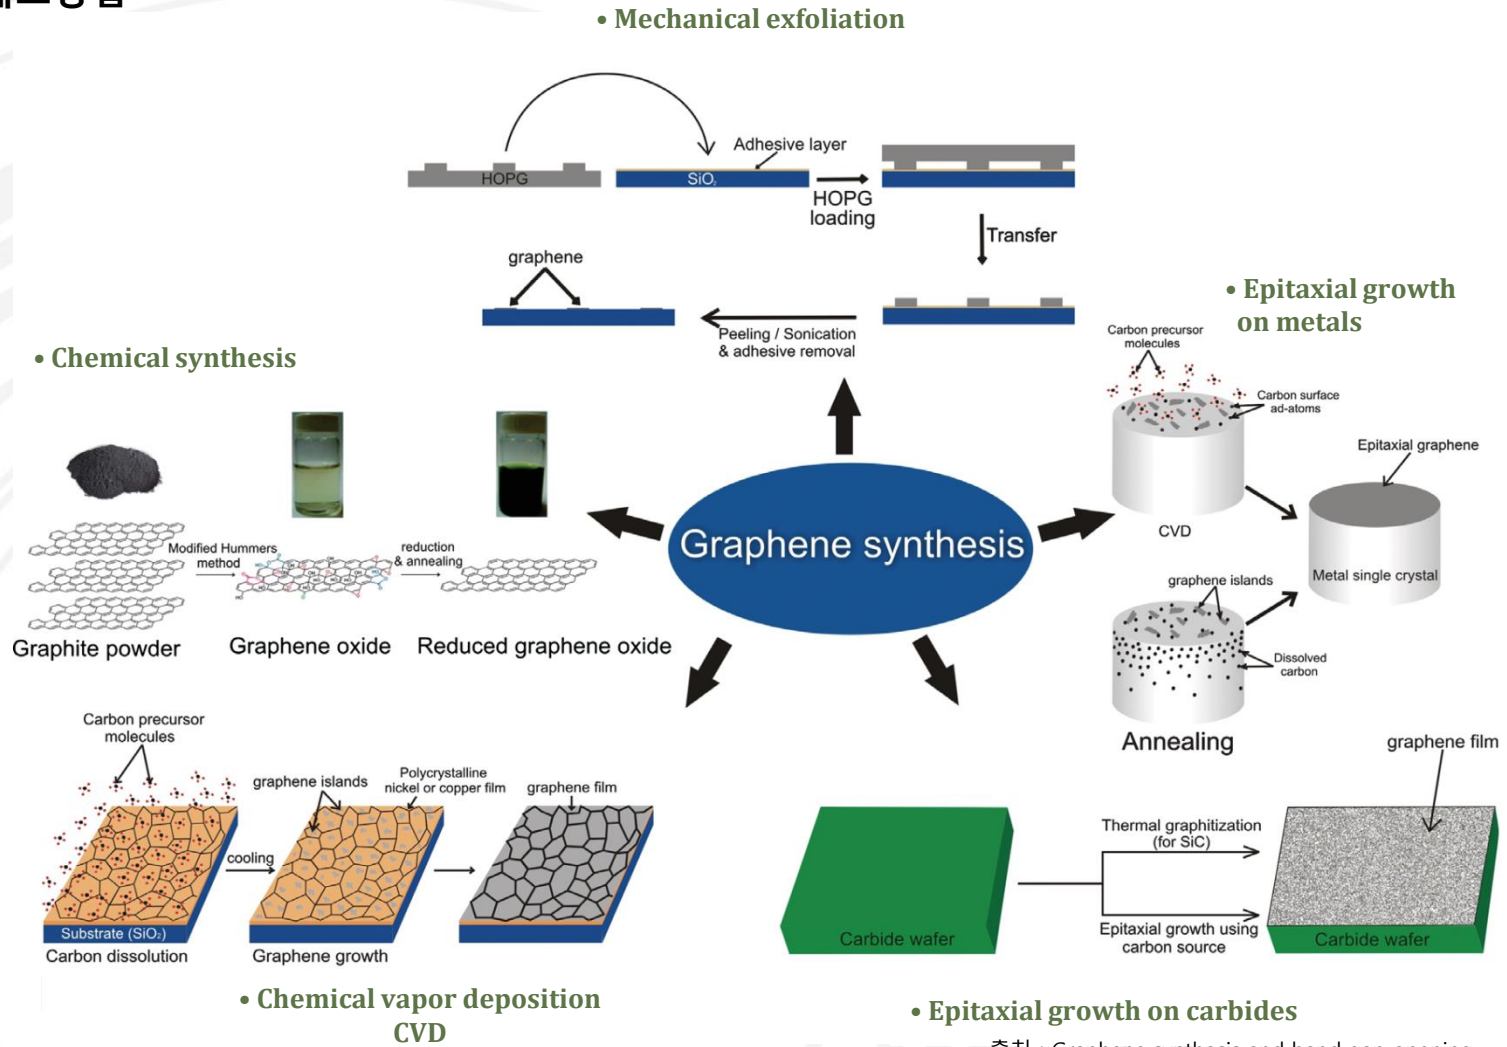 • Mechanical exfoliation
Adhesive layer
HOPG
SiO₂
HOPG
loading
Transfer
graphene
Peeling / Sonication
& adhesive removal
• Epitaxial growth
on metals
Carbon precursor
molecules
Carbon surface
ad-atoms
Epitaxial graphene
CVD
Metal single crystal
graphene islands
Dissolved
carbon
Annealing
• Chemical synthesis
Modified Hummers
method
reduction
& annealing
Graphite powder
Graphene oxide
Reduced graphene oxide
Graphene synthesis
Carbon precursor
molecules
graphene islands
Polycrystalline
nickel or copper film
graphene film
cooling
Substrate (SiO₂)
Carbon dissolution
Graphene growth
• Chemical vapor deposition
CVD
graphene film
Thermal graphitization
(for SiC)
Epitaxial growth using
carbon source
Carbide wafer
Carbide wafer
• Epitaxial growth on carbides